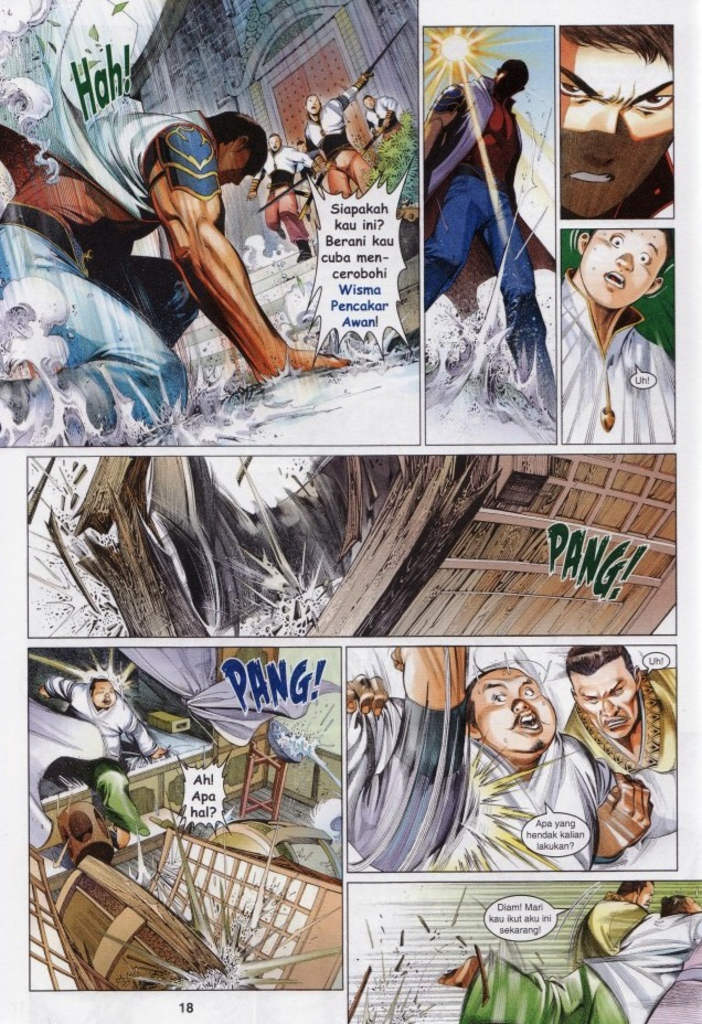 Hah!
Siapakah
kau ini?
Berani kau
cuba men-
cerobohi
Wisma
Pencakar
Awan!
Uh!
PANG!
PANG!
Ah!
Apa
hal?
Uh!
Apa yang
hendak kalian
lakukan?
Diam! Mari
kau ikut aku ini
sekarang!
18